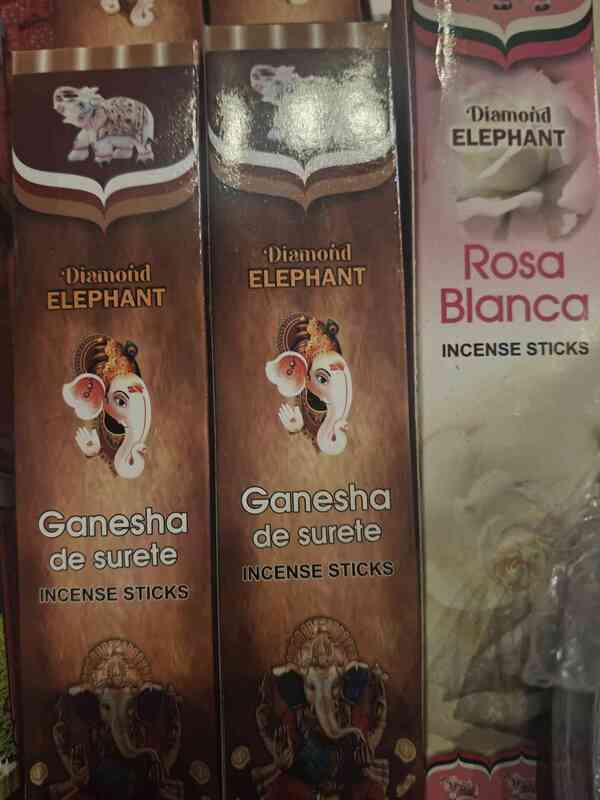 Diamond
ELEPHANT
Ganesha
de surete
INCENSE STICKS
Diamond
ELEPHANT
Ganesha
de surete
INCENSE STICKS
Diamond
ELEPHANT
Rosa
Blanca
INCENSE STICKS